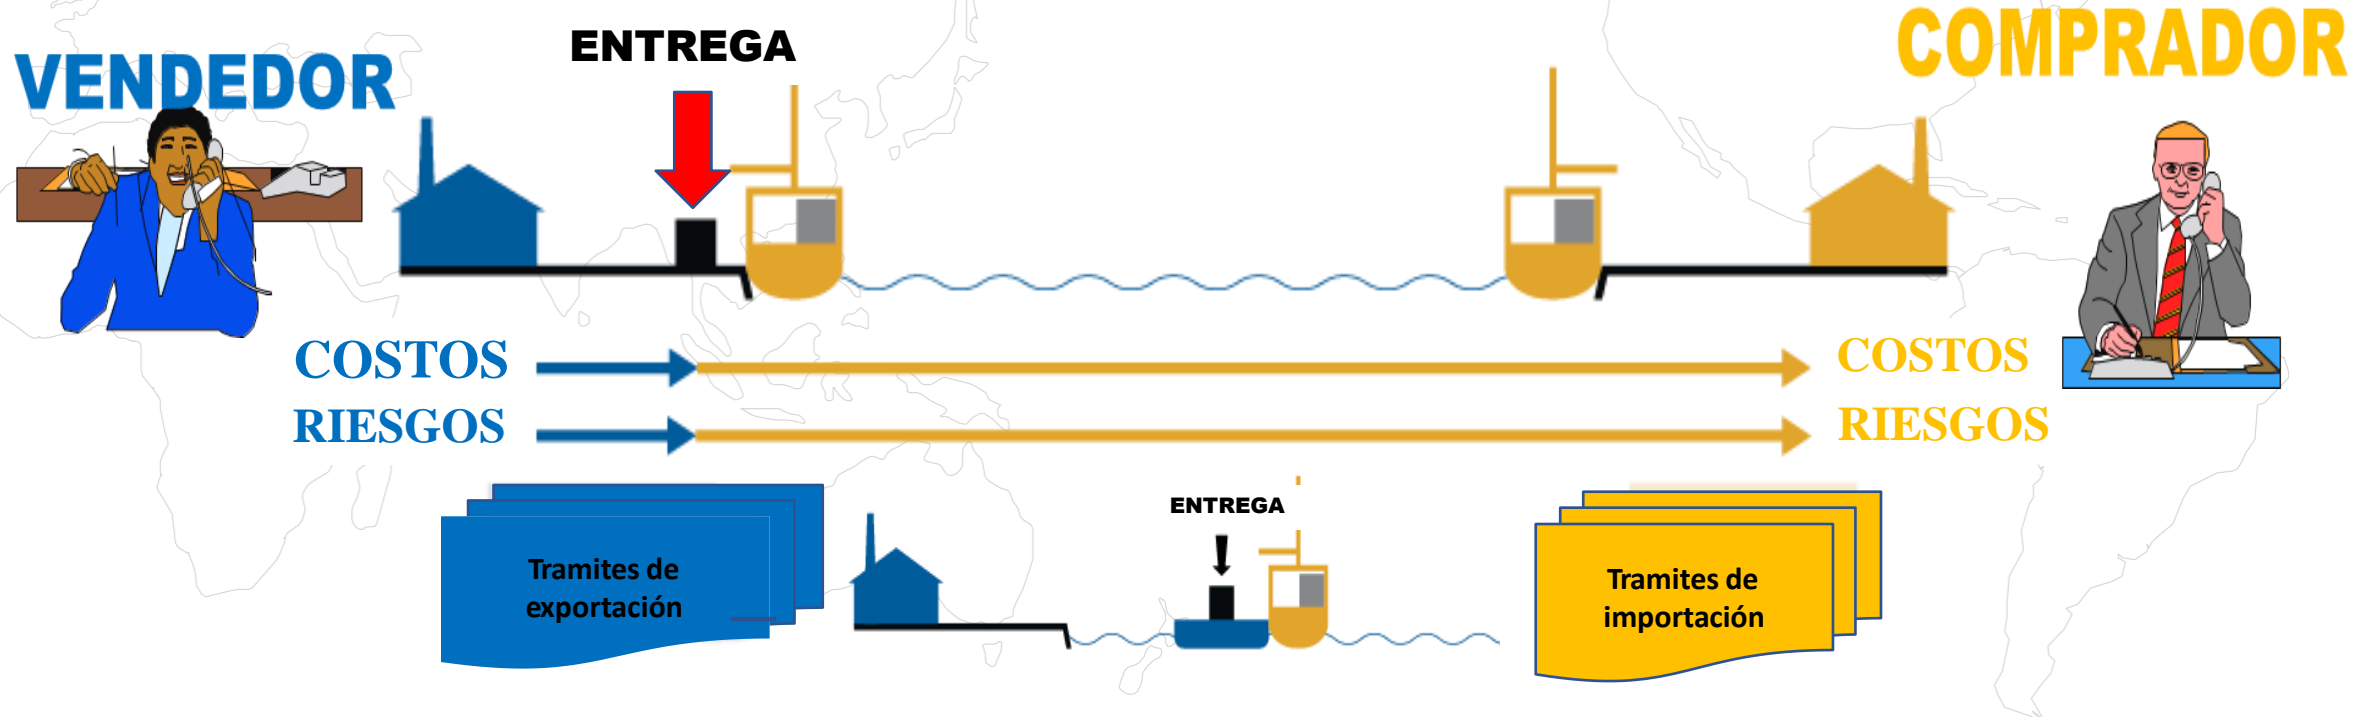 VENDEDOR
ENTREGA
COMPRADOR
COSTOS
COSTOS
RIESGOS
RIESGOS
Tramites de
exportación
ENTREGA
Tramites de
importación